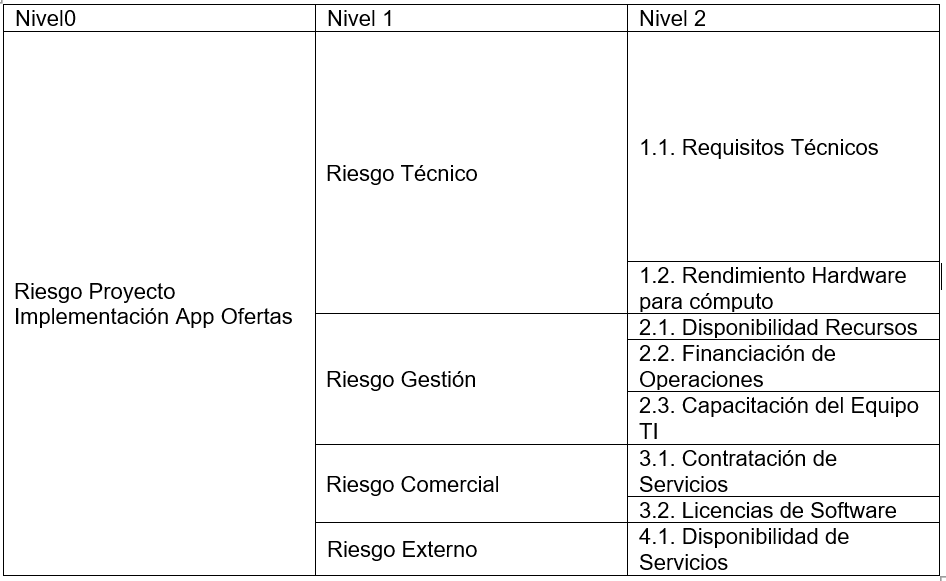 Nivel0
Nivel 1
Nivel 2
Riesgo Proyecto
Implementación App Ofertas
Riesgo Técnico
1.1. Requisitos Técnicos
1.2. Rendimiento Hardware
para cómputo
Riesgo Gestión
2.1. Disponibilidad Recursos
2.2. Financiación de
Operaciones
2.3. Capacitación del Equipo
TI
Riesgo Comercial
3.1. Contratación de
Servicios
3.2. Licencias de Software
Riesgo Externo
4.1. Disponibilidad de
Servicios